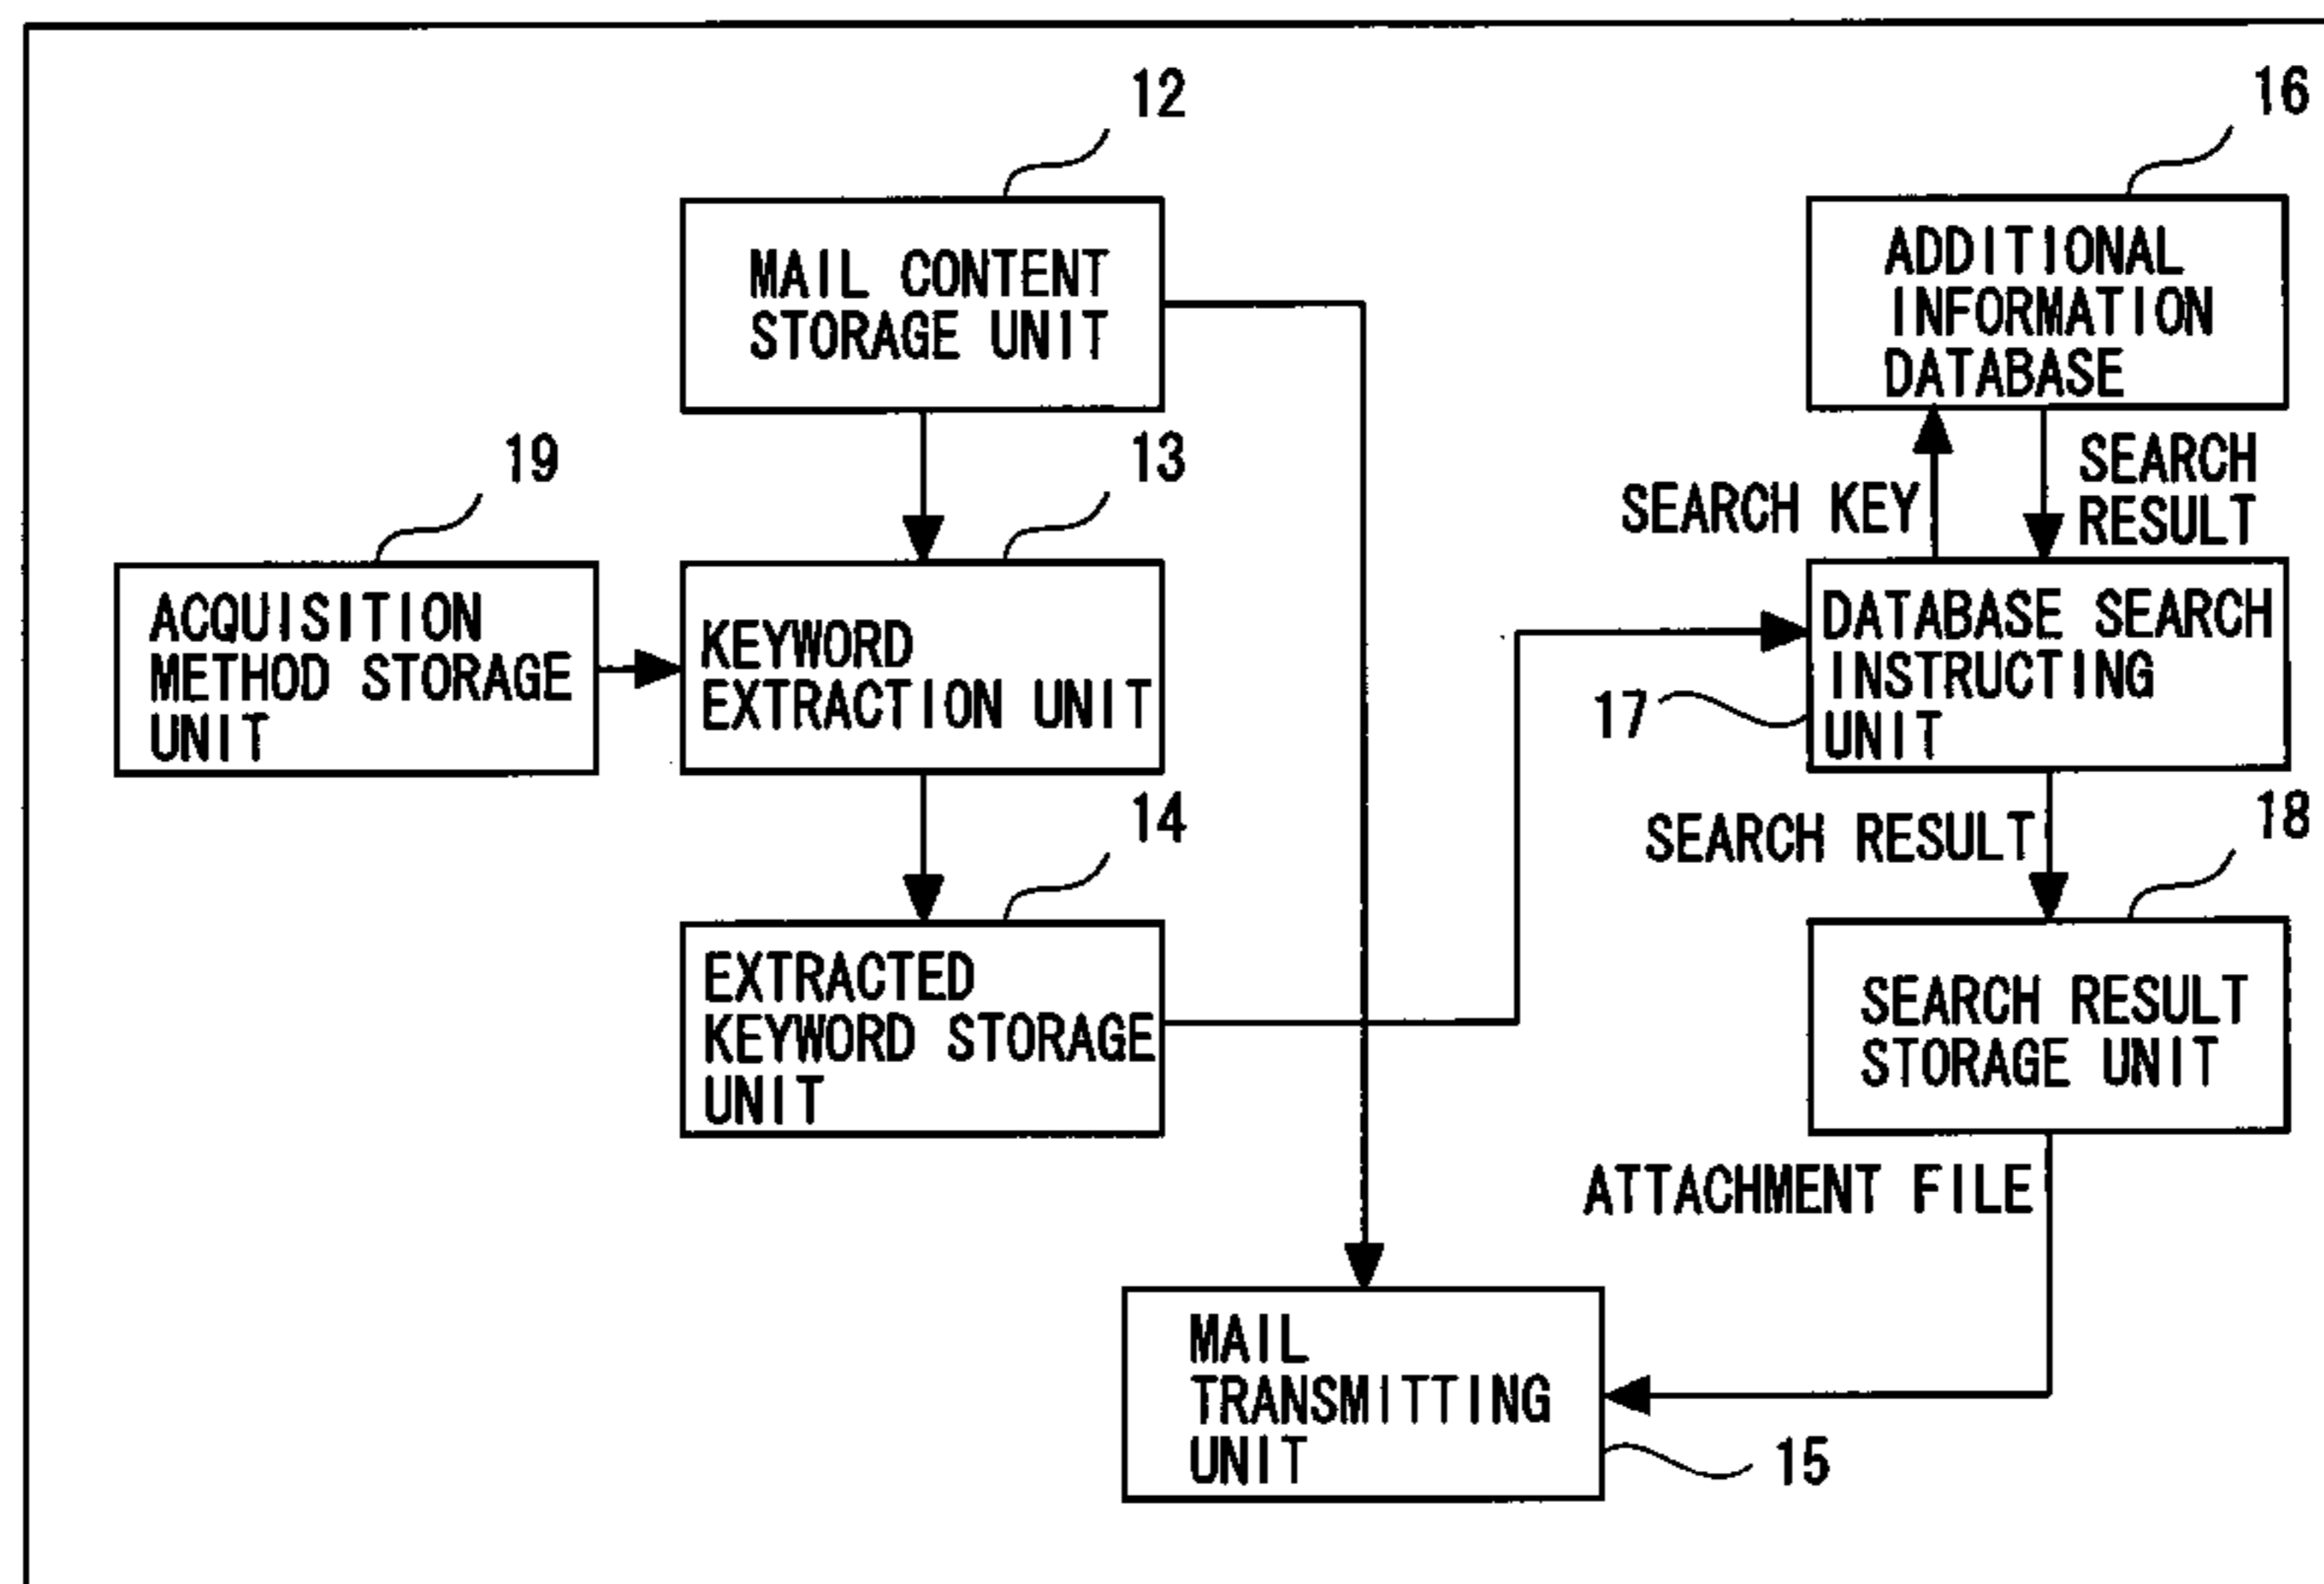 12
16
MAIL CONTENT
STORAGE UNIT
ADDITIONAL
INFORMATION
DATABASE
19
13
SEARCH KEY
SEARCH
RESULT
ACQUISITION
METHOD STORAGE
UNIT
KEYWORD
EXTRACTION UNIT
17
DATABASE SEARCH
INSTRUCTING
UNIT
14
SEARCH RESULT
18
EXTRACTED
KEYWORD STORAGE
UNIT
SEARCH RESULT
STORAGE UNIT
ATTACHMENT FILE
MAIL
TRANSMITTING
UNIT
15